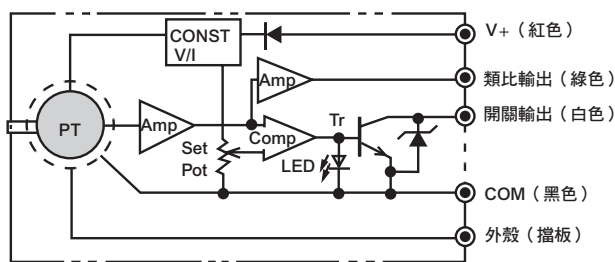 CONST
V/I
V+（紅色）
Amp
類比輸出（綠色）
Amp
Tr
開關輸出（白色）
PT
Set
Pot
Comp
LED
COM（黑色）
外殼（擋板）